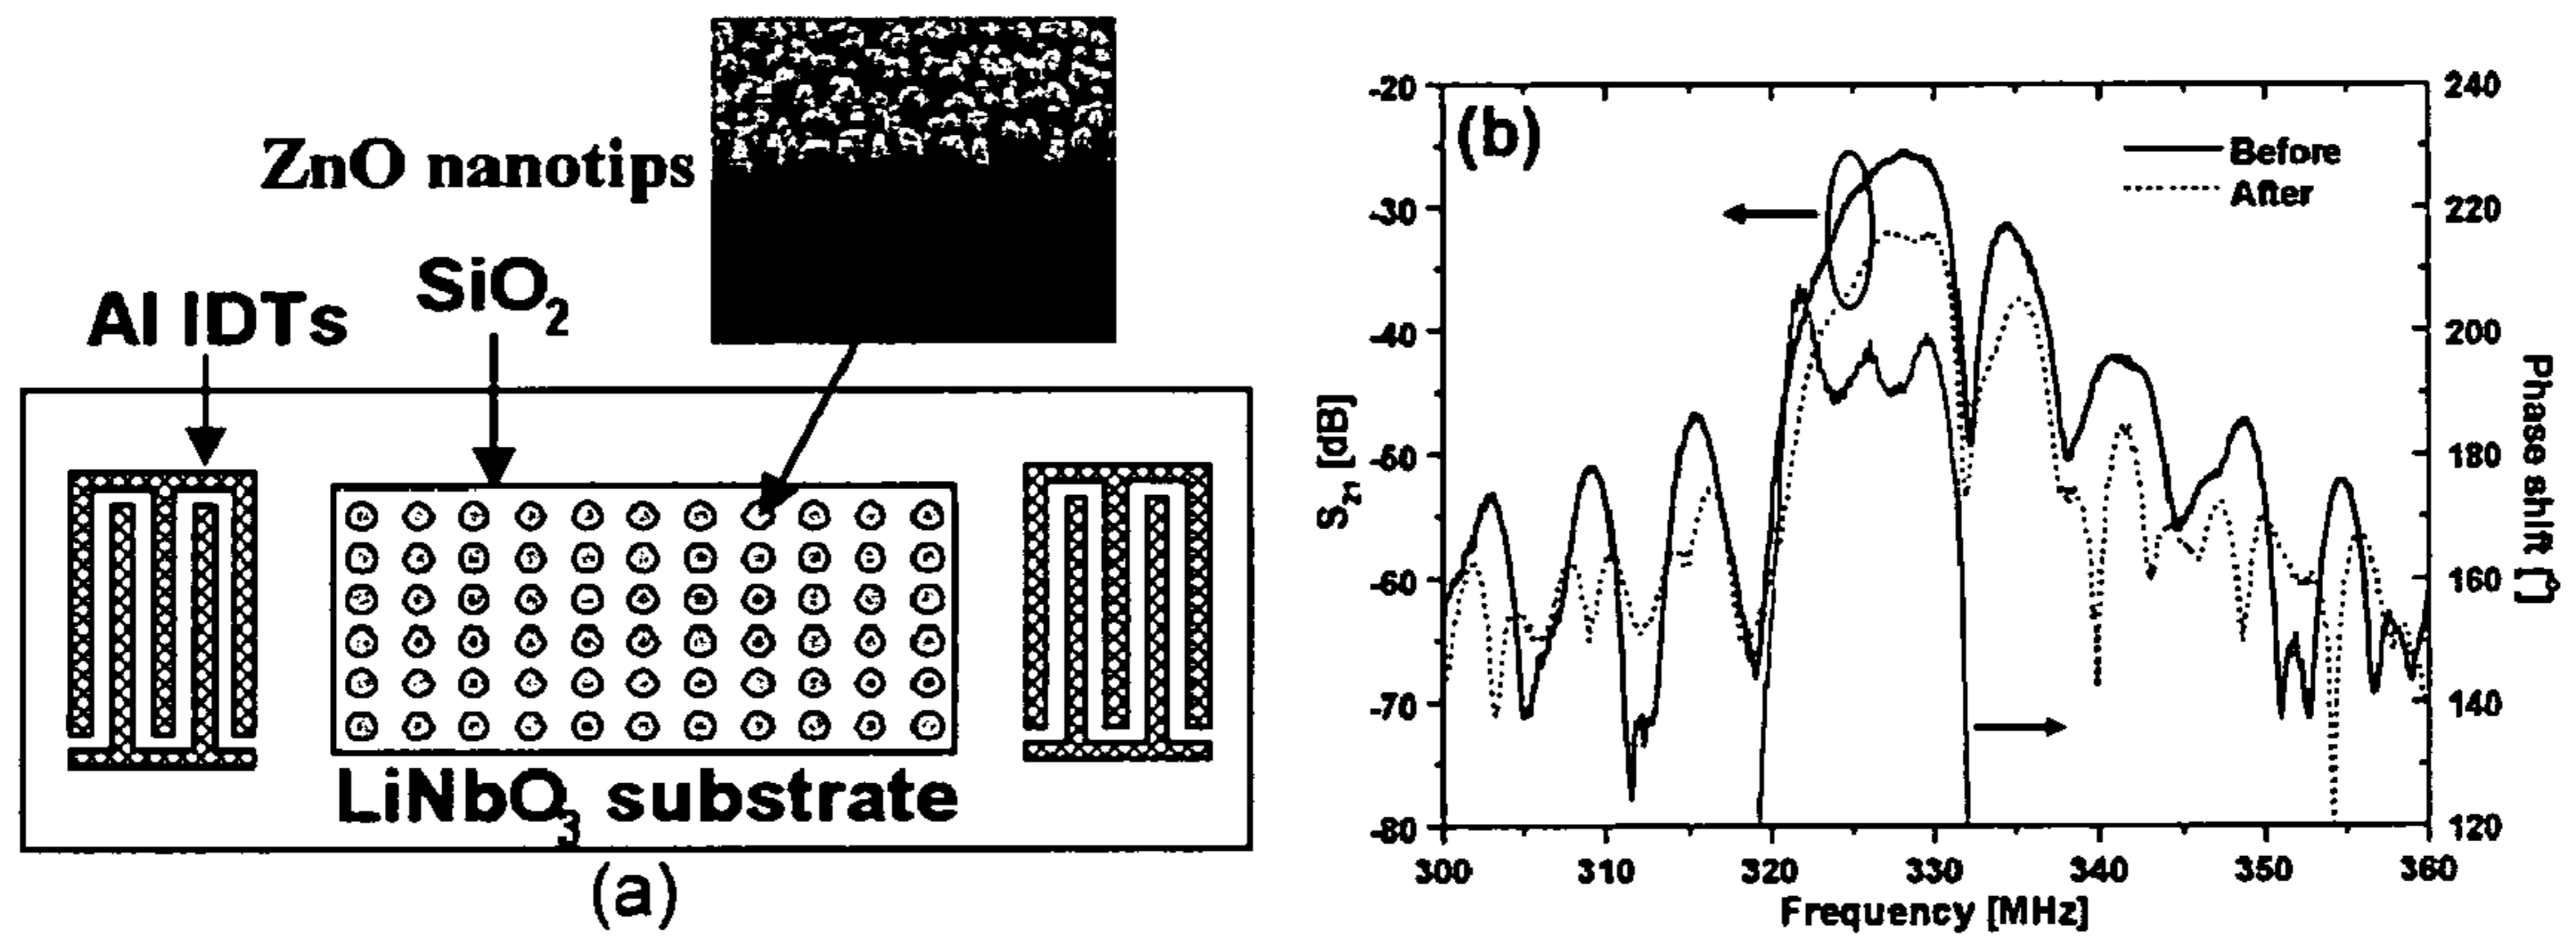 ZnO nanotips
SiO2
Al IDTs
LiNbO3 substrate
(a)
(b)
Before
After
-20
-30
-40
-50
-60
-70
-80
S21 [dB]
300 310 320 330 340 350 360
Frequency [MHz]
240
220
200
180
160
140
120
Phase shift [°]